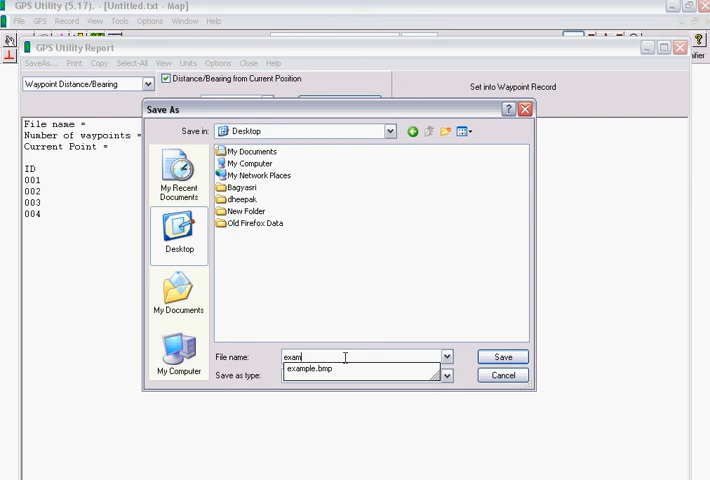 GPS Utility (5.17). - [Untitled.txt - Map]
File GPS Record View Tools Options Window Help
GPS Utility Report
SaveAs... Print Copy Select-All View Units Options Close Help
Waypoint Distance/Bearing
Distance/Bearing from Current Position
Set into Waypoint Record
File name =
Number of waypoints =
Current Point =
ID
001
002
003
004
Save As
Save in: Desktop
My Documents
My Computer
My Network Places
Bagyasri
dheepak
New Folder
Old Firefox Data
My Recent
Documents
Desktop
My Documents
My Computer
File name: exam
Save
example.bmp
Save as type:
Cancel